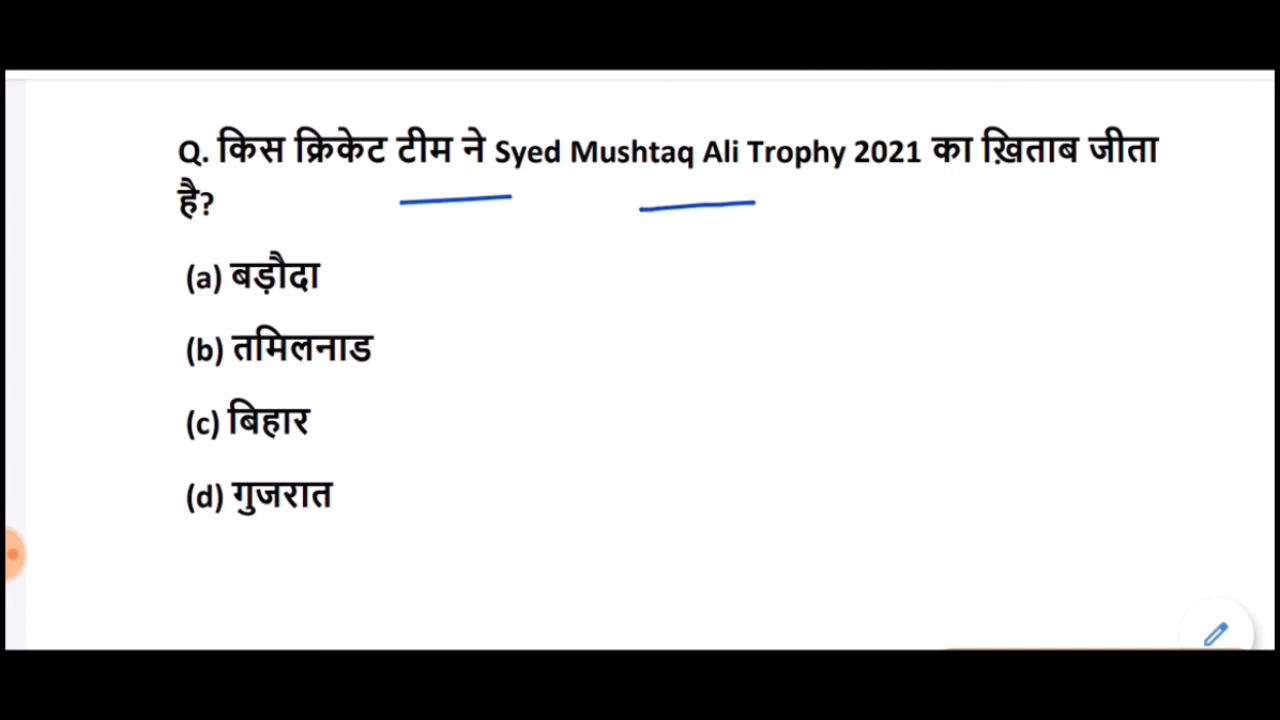 Q. किस क्रिकेट टीम ने Syed Mushtaq Ali Trophy 2021 का ख़िताब जीता
है?
(a) बड़ौदा
(b) तमिलनाड
(c) बिहार
(d) गुजरात